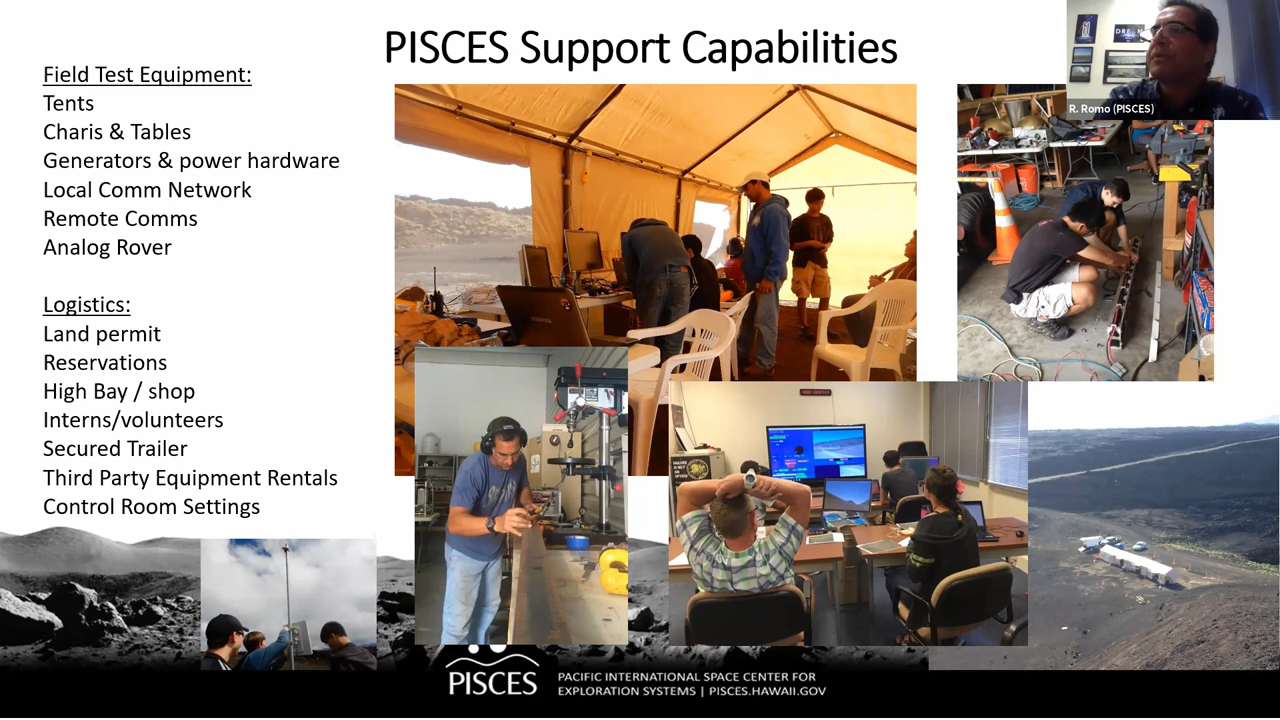 PISCES Support Capabilities
R. Romo (PISCES)
Field Test Equipment:
Tents
Charis & Tables
Generators & power hardware
Local Comm Network
Remote Comms
Analog Rover
Logistics:
Land permit
Reservations
High Bay / shop
Interns/volunteers
Secured Trailer
Third Party Equipment Rentals
Control Room Settings
TOSHIBA
PISCES
PACIFIC INTERNATIONAL SPACE CENTER FOR
EXPLORATION SYSTEMS | PISCES.HAWAII.GOV